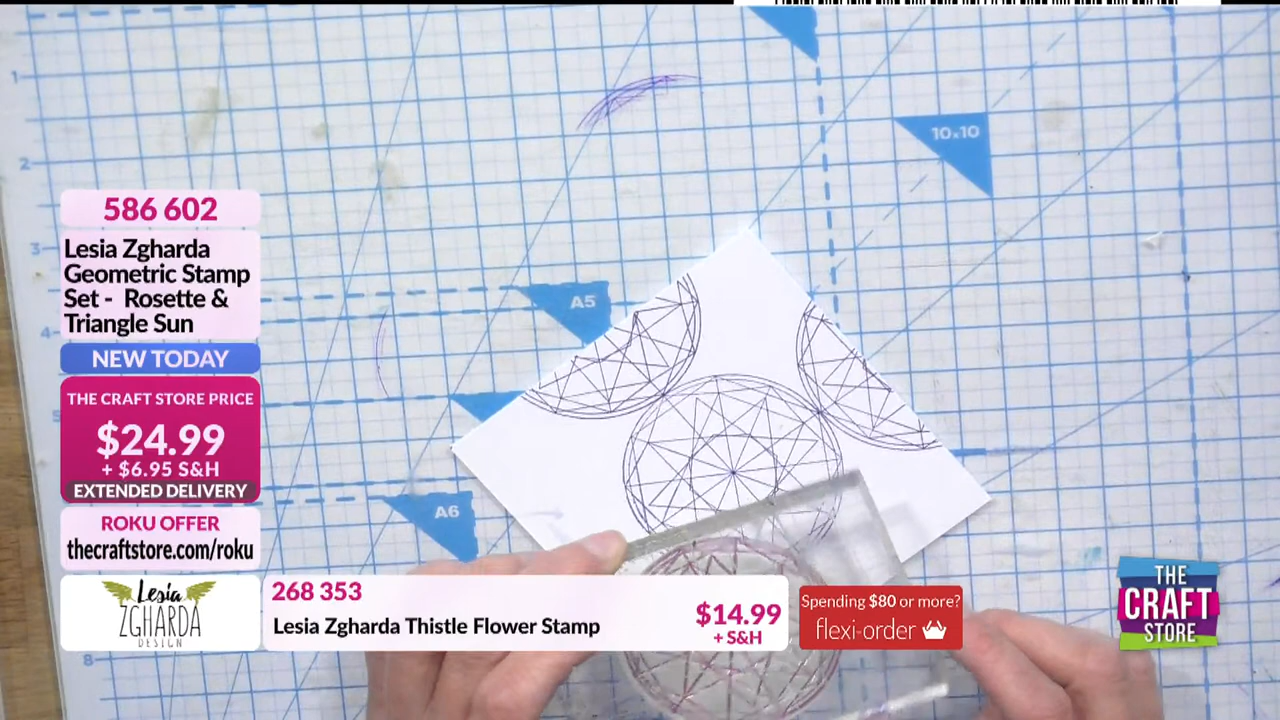 1
2
3
4
8
10x10
A5
A6
586 602
Lesia Zgharda
Geometric Stamp
Set - Rosette &
Triangle Sun
NEW TODAY
THE CRAFT STORE PRICE
$24.99
+ $6.95 S&H
EXTENDED DELIVERY
ROKU OFFER
thecraftstore.com/roku
Lesia
ZGHARDA
DESIGN
268 353
Lesia Zgharda Thistle Flower Stamp
$14.99
+ S&H
Spending $80 or more?
flexi-order
THE
CRAFT
STORE